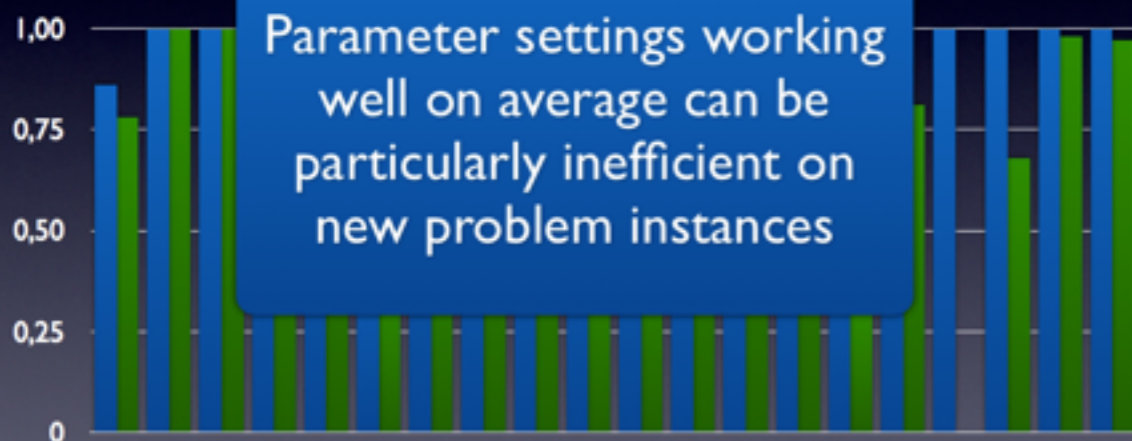 1,00
0,75
0,50
0,25
0
Parameter settings working
well on average can be
particularly inefficient on
new problem instances